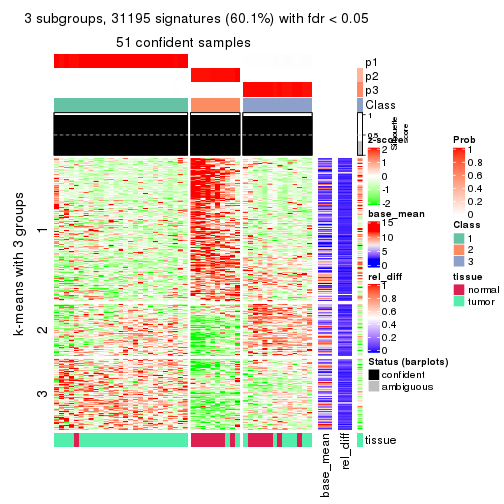 3 subgroups, 31195 signatures (60.1%) with fdr < 0.05
51 confident samples
p1
p2
p3
Class
1
0.5
Silhouette score
k-means with 3 groups
1
2
3
z-score
2
1
0
-1
-2
base_mean
15
10
5
0
rel_diff
1
0.8
0.6
0.4
0.2
0
Status (barplots)
confident
ambiguous
Prob
1
0.8
0.6
0.4
0.2
0
Class
1
2
3
tissue
normal
tumor
tissue
base_mean
rel_diff